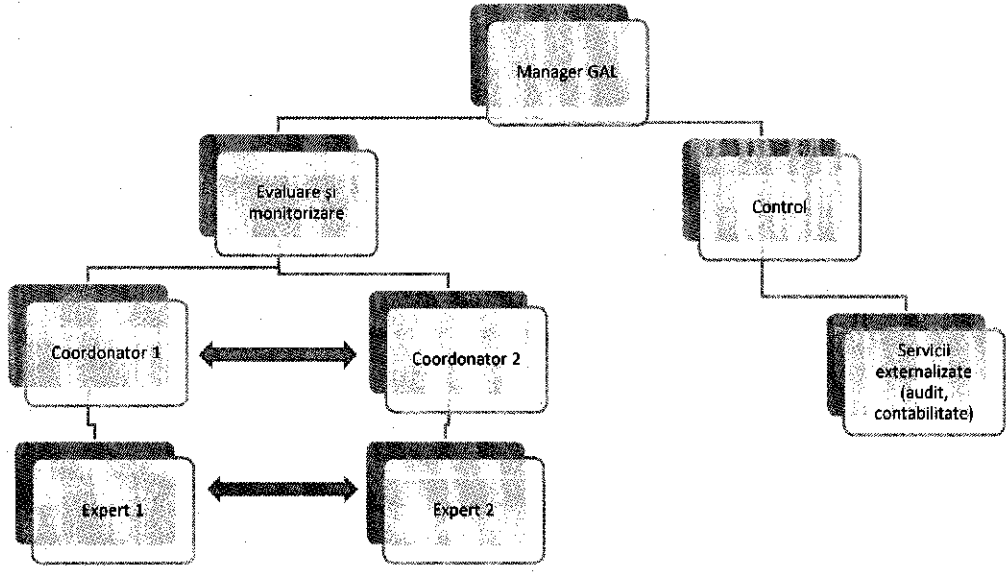 Manager GAL
Evaluare și
monitorizare
Control
Coordonator 1
Coordonator 2
Servicii
externalizate
(audit,
contabilitate)
Expert 1
Expert 2